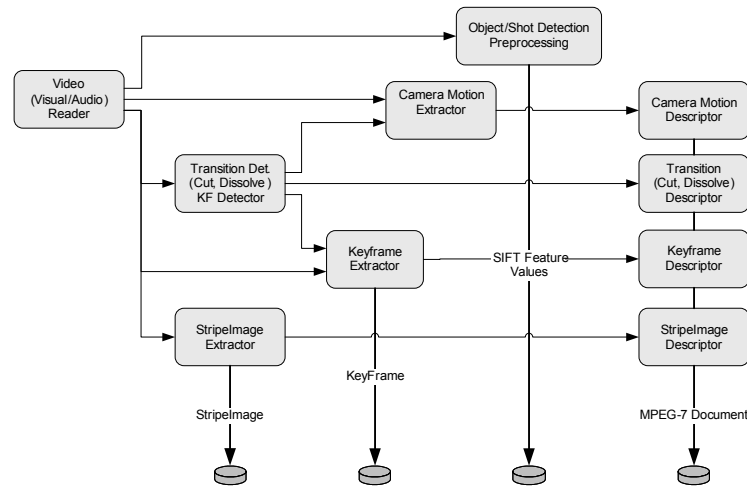 Object/Shot Detection
Preprocessing
Video
(Visual/Audio)
Reader
Camera Motion
Extractor
Camera Motion
Descriptor
Transition Det.
(Cut, Dissolve)
KF Detector
Transition
(Cut, Dissolve)
Descriptor
Keyframe
Extractor
SIFT Feature
Values
Keyframe
Descriptor
StripeImage
Extractor
StripeImage
Descriptor
KeyFrame
StripeImage
MPEG-7 Document